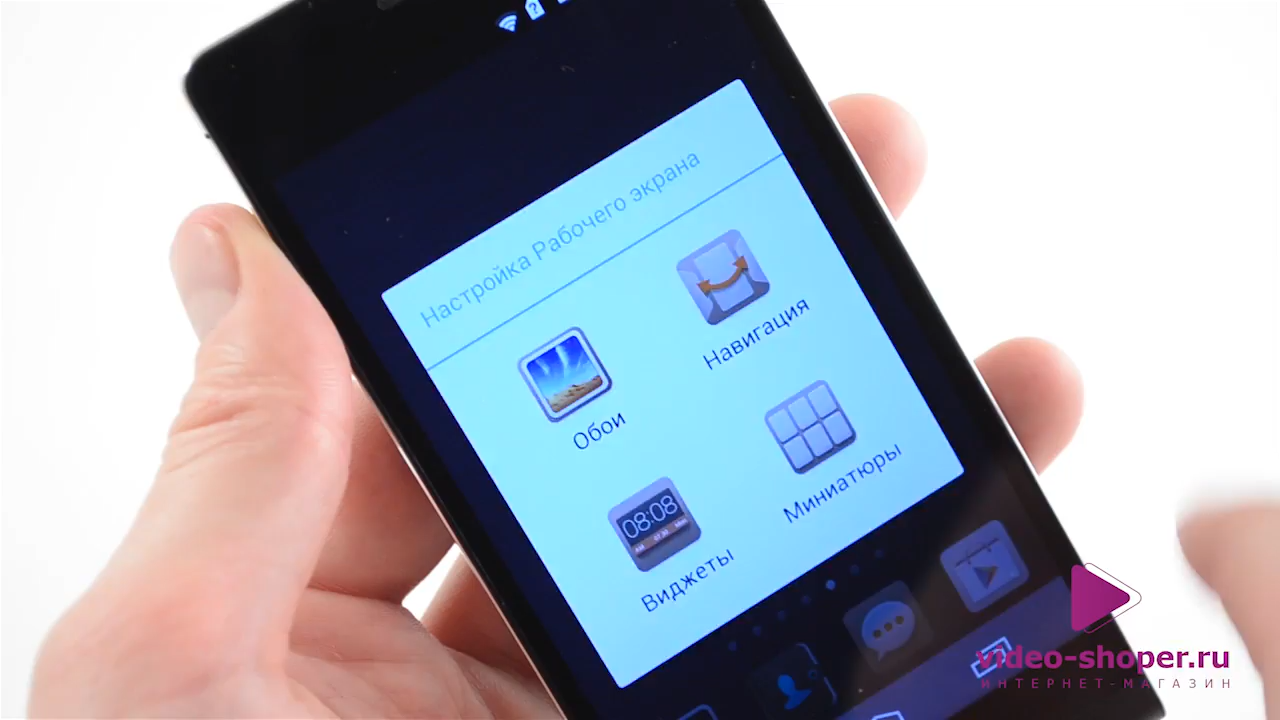 Настройка Рабочего экрана
Обои
Навигация
08:08
Виджеты
Миниатюры
video-shoper.ru
ИНТЕРНЕТ-МАГАЗИН